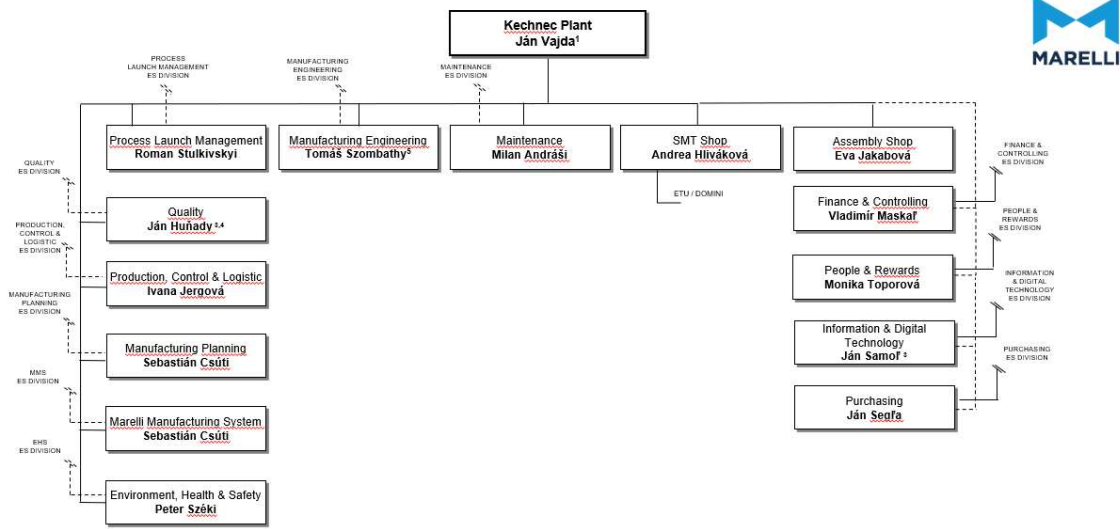 Kechnec Plant
Ján Vajda¹
MARELLI
PROCESS
LAUNCH MANAGEMENT
ES DIVISION
MANUFACTURING
ENGINEERING
ES DIVISION
MAINTENANCE
ES DIVISION
Process Launch Management
Roman Stulkivskyi
Manufacturing Engineering
Tomáš Szombathy⁵
Maintenance
Milan Andráši
SMT Shop
Andrea Hliváková
Assembly Shop
Eva Jakabová
ETU / DOMINI
QUALITY
ES DIVISION
Quality
Ján Huňady ²,⁴
PRODUCTION,
CONTROL &
LOGISTIC
ES DIVISION
Production, Control & Logistic
Ivana Jergová
MANUFACTURING
PLANNING
ES DIVISION
Manufacturing Planning
Sebastián Csúti
MMS
ES DIVISION
Marelli Manufacturing System
Sebastián Csúti
EHS
ES DIVISION
Environment, Health & Safety
Peter Széki
FINANCE &
CONTROLLING
ES DIVISION
Finance & Controlling
Vladimír Maskaľ
PEOPLE &
REWARDS
ES DIVISION
People & Rewards
Monika Toporová
INFORMATION
& DIGITAL
TECHNOLOGY
ES DIVISION
Information & Digital
Technology
Ján Samoľ ³
PURCHASING
ES DIVISION
Purchasing
Ján Segľa